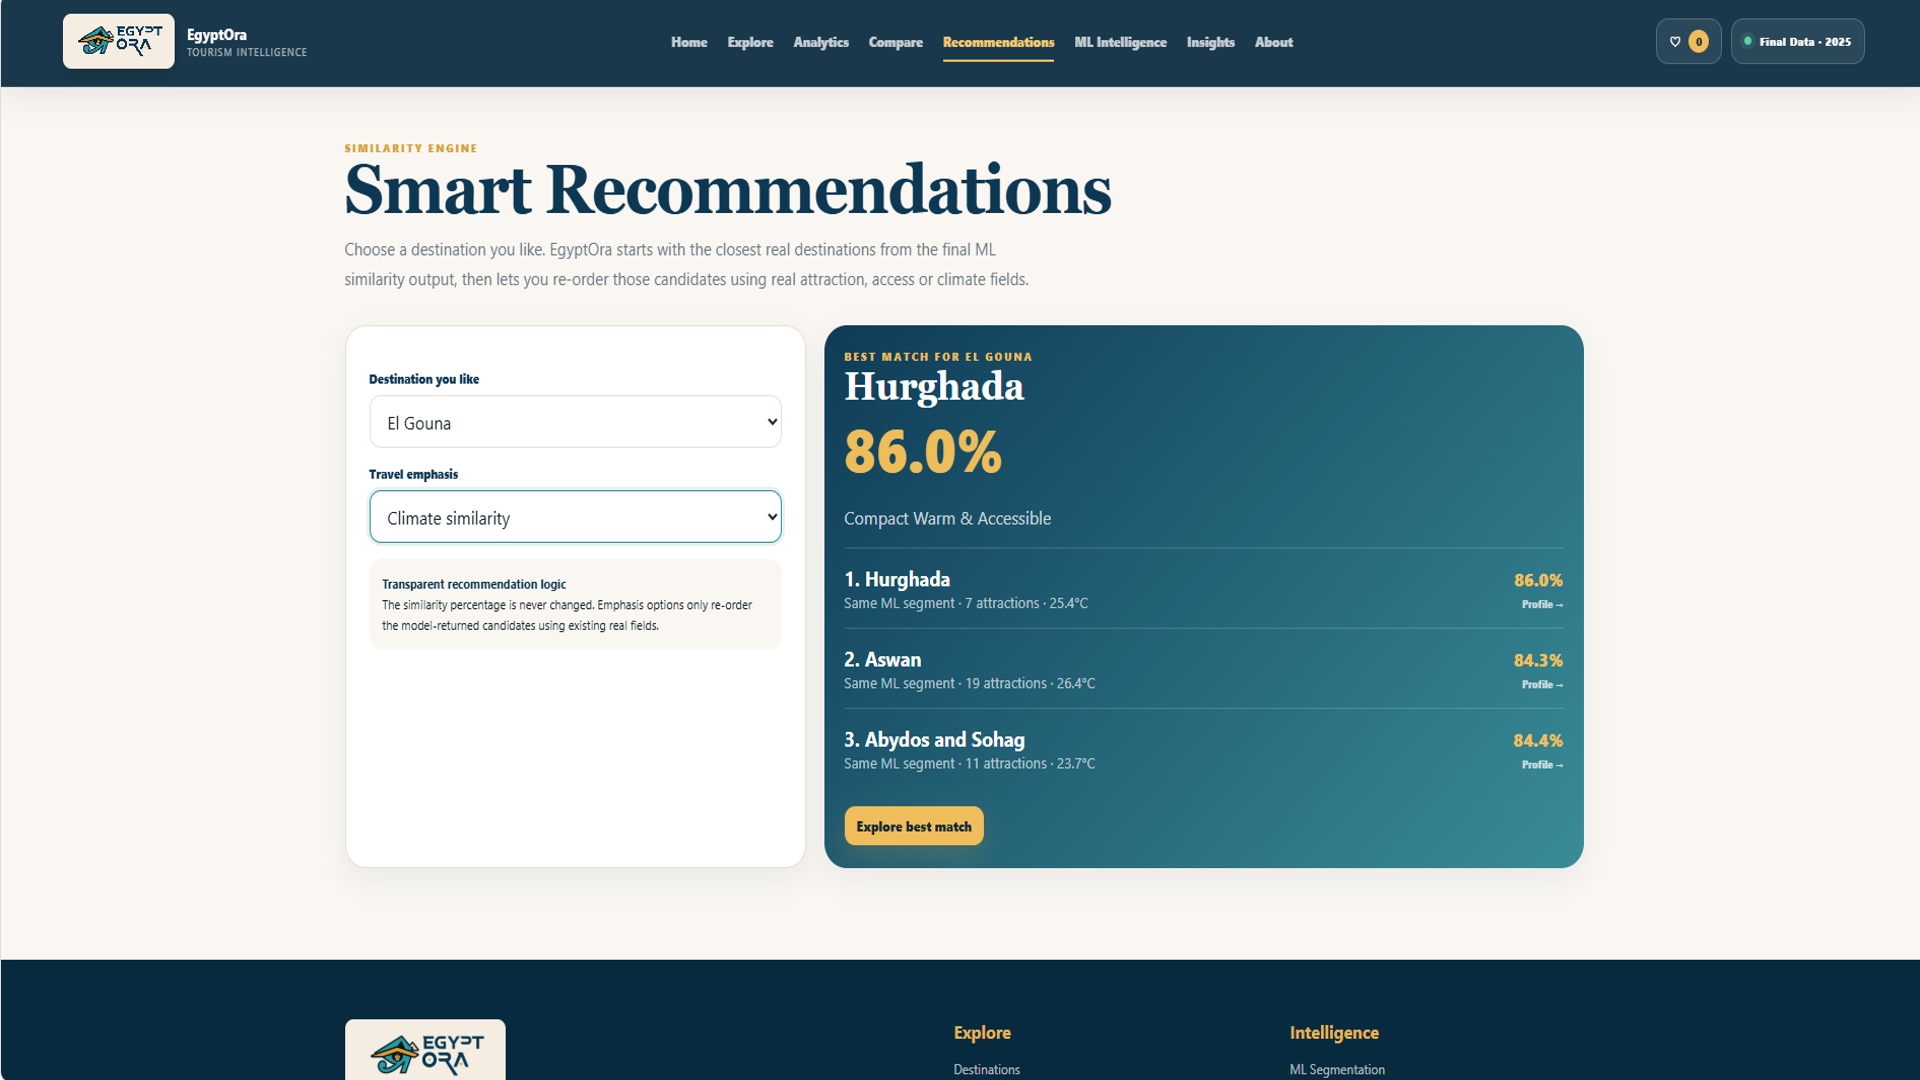 EGYPT
ORA
EgyptOra
TOURISM INTELLIGENCE
Home
Explore
Analytics
Compare
Recommendations
ML Intelligence
Insights
About
♡ 0
Final Data · 2025
SIMILARITY ENGINE
Smart Recommendations
Choose a destination you like. EgyptOra starts with the closest real destinations from the final ML
similarity output, then lets you re-order those candidates using real attraction, access or climate fields.
Destination you like
El Gouna
Travel emphasis
Climate similarity
Transparent recommendation logic
The similarity percentage is never changed. Emphasis options only re-order
the model-returned candidates using existing real fields.
BEST MATCH FOR EL GOUNA
Hurghada
86.0%
Compact Warm & Accessible
1. Hurghada
86.0%
Same ML segment · 7 attractions · 25.4°C
Profile →
2. Aswan
84.3%
Same ML segment · 19 attractions · 26.4°C
Profile →
3. Abydos and Sohag
84.4%
Same ML segment · 11 attractions · 23.7°C
Profile →
Explore best match
EGYPT
ORA
Explore
Destinations
Intelligence
ML Segmentation